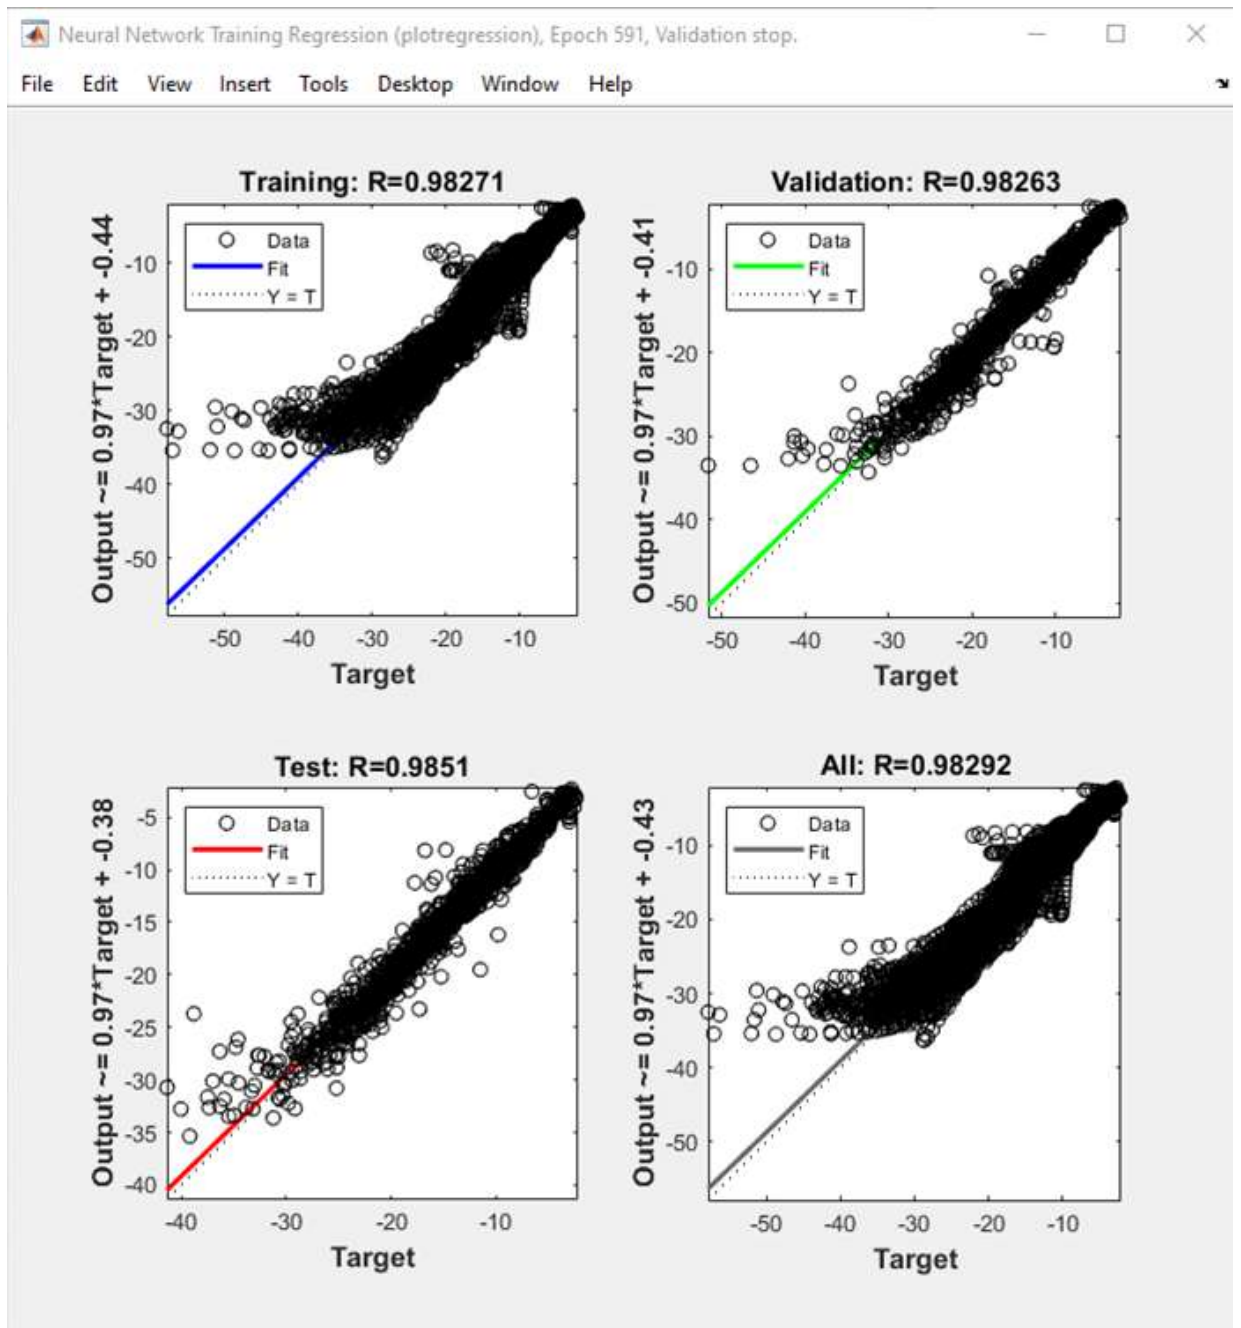 Neural Network Training Regression (plotregression), Epoch 591, Validation stop.
File Edit View Insert Tools Desktop Window Help
Training: R=0.98271
Output ~= 0.97*Target + -0.44
Data
Fit
Y = T
-10
-20
-30
-40
-50
-50 -40 -30 -20 -10
Target
Validation: R=0.98263
Output ~= 0.97*Target + -0.41
Data
Fit
Y = T
-10
-20
-30
-40
-50
-50 -40 -30 -20 -10
Target
Test: R=0.9851
Output ~= 0.97*Target + -0.38
Data
Fit
Y = T
-5
-10
-15
-20
-25
-30
-35
-40
-40 -30 -20 -10
Target
All: R=0.98292
Output ~= 0.97*Target + -0.43
Data
Fit
Y = T
-10
-20
-30
-40
-50
-50 -40 -30 -20 -10
Target